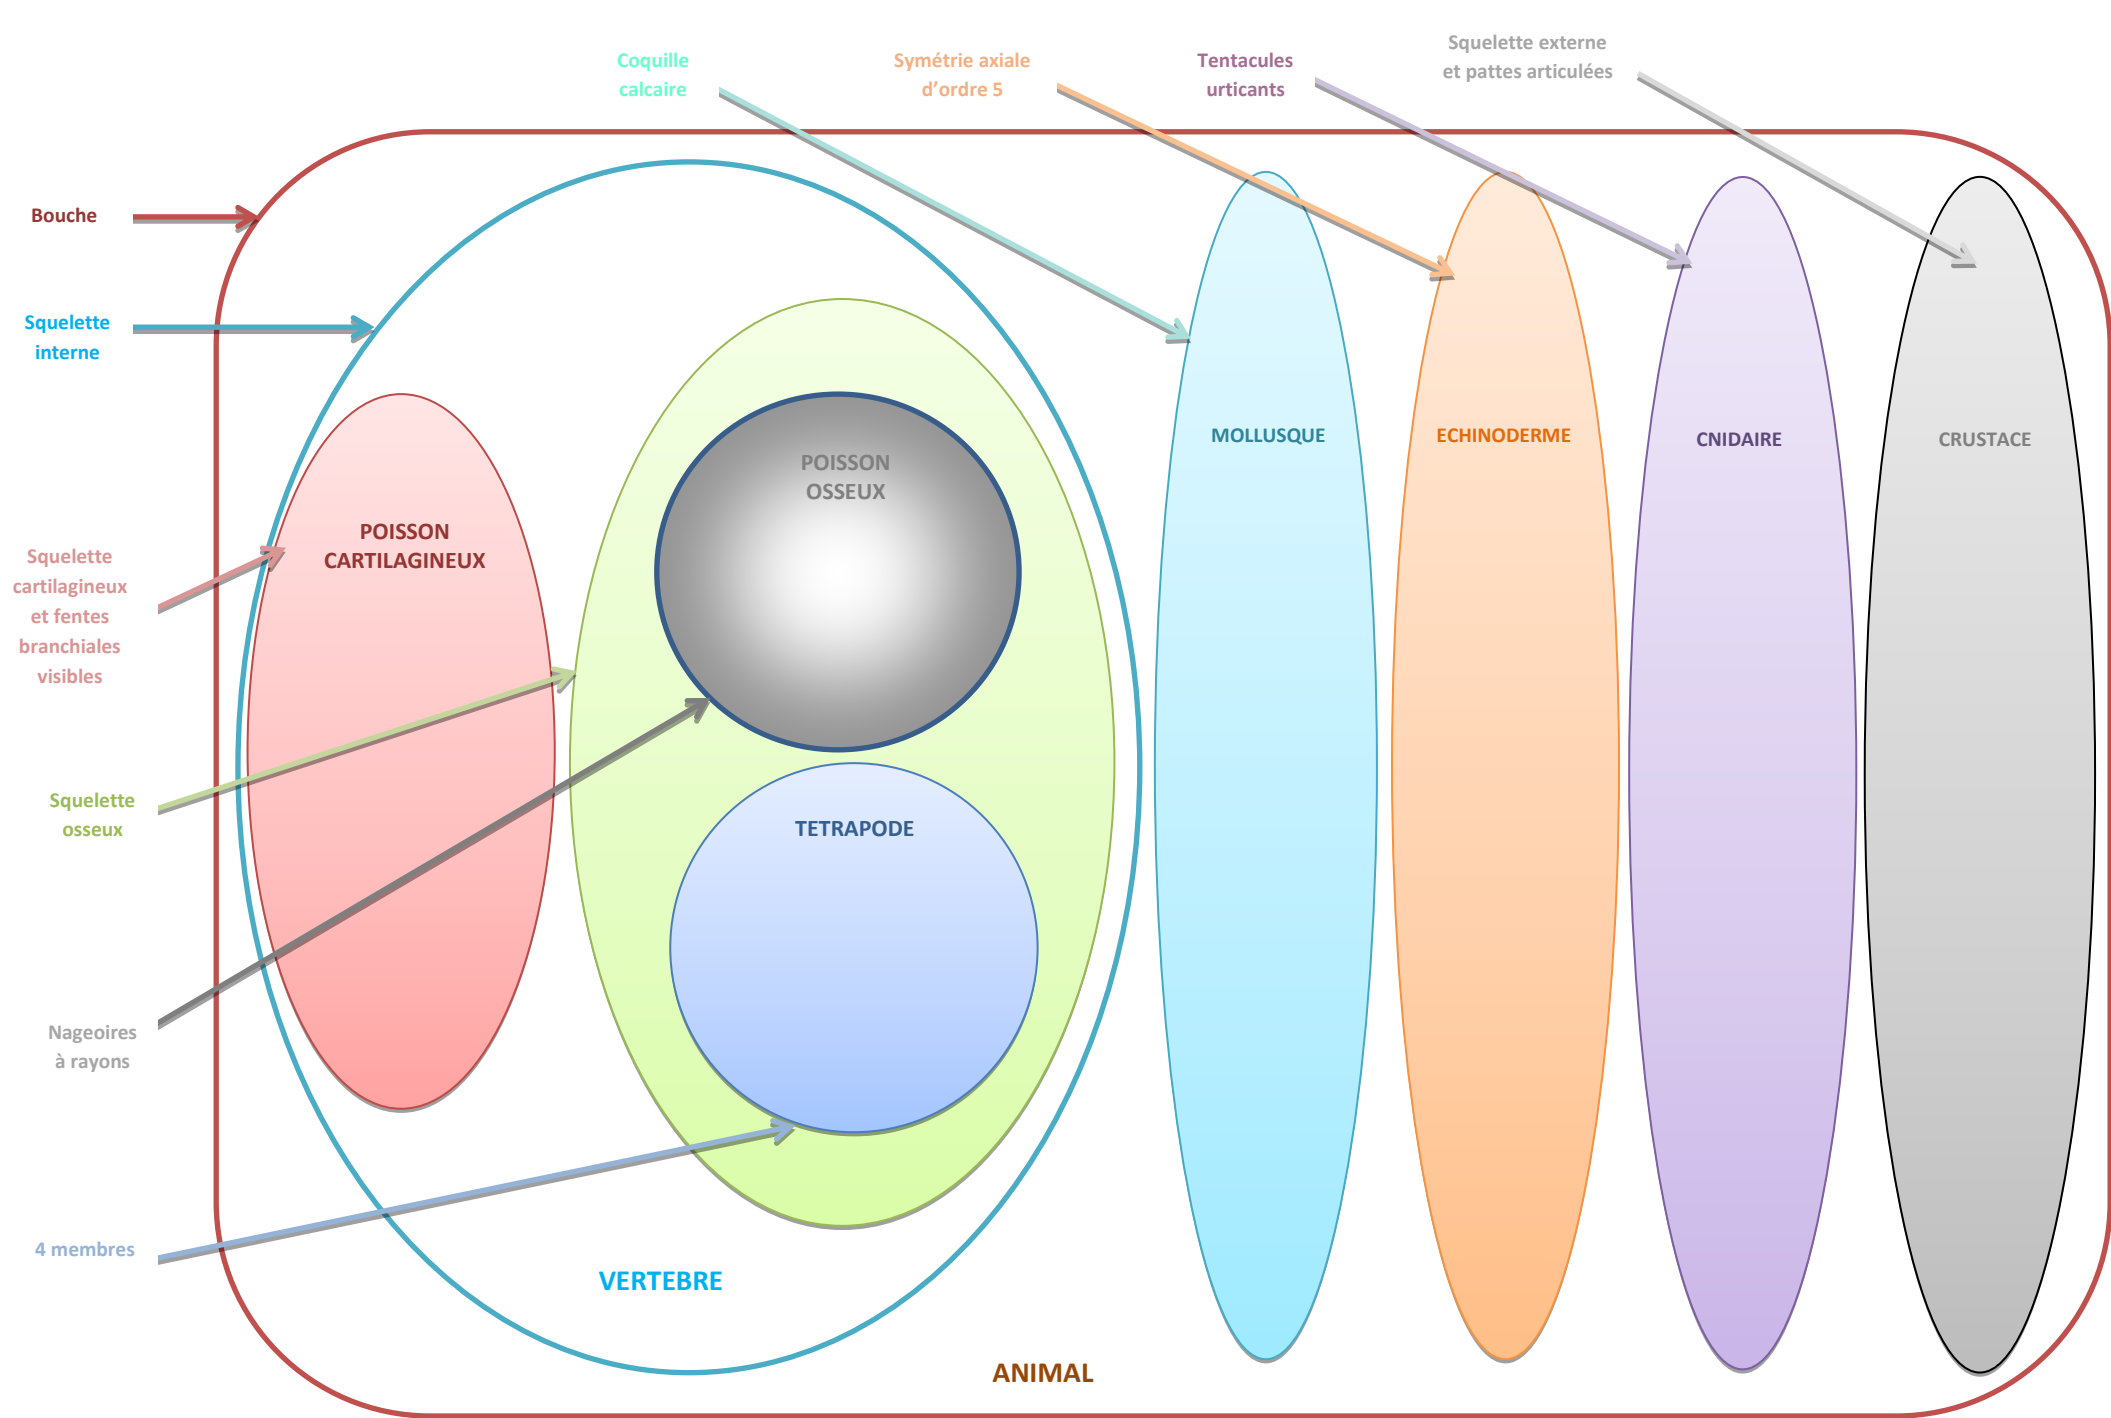 Squelette externe
et pattes articulées
Coquille
calcaire
Symétrie axiale
d’ordre 5
Tentacules
urticants
Bouche
Squelette
interne
Squelette
cartilagineux
et fentes
branchiales
visibles
Squelette
osseux
Nageoires
à rayons
4 membres
POISSON
CARTILAGINEUX
POISSON
OSSEUX
TETRAPODE
VERTEBRE
MOLLUSQUE
ECHINODERME
CNIDAIRE
CRUSTACE
ANIMAL